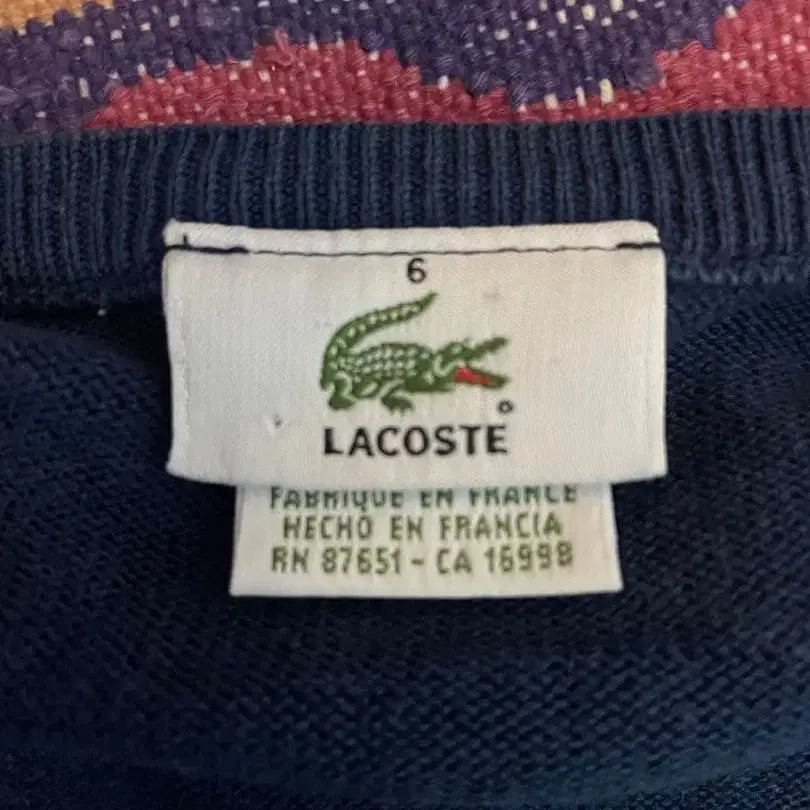 6
LACOSTE
FABRIQUE EN FRANCE
HECHO EN FRANCIA
RN 87651 - CA 16998